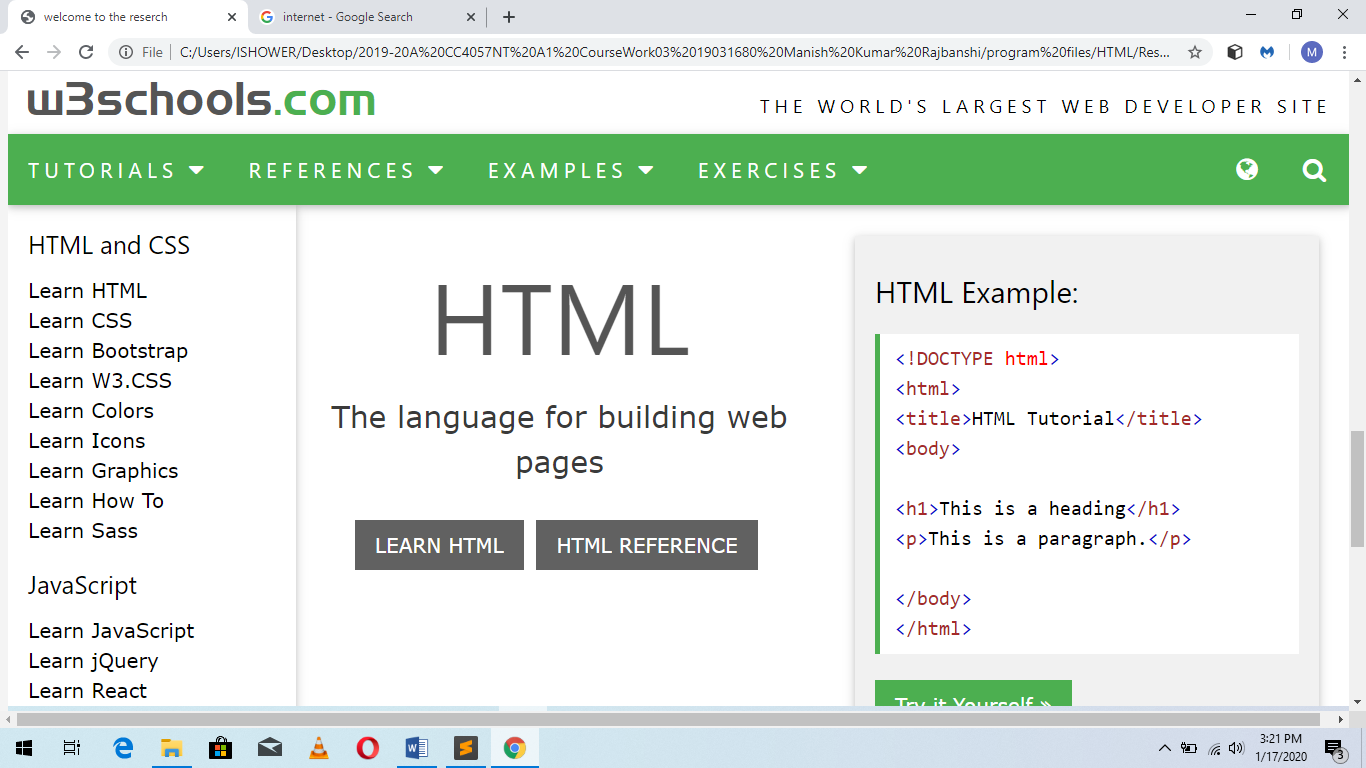 welcome to the reserch
internet - Google Search
File
C:/Users/ISHOWER/Desktop/2019-20A%20CC4057NT%20A1%20CourseWork03%2019031680%20Manish%20Kumar%20Rajbanshi/program%20files/HTML/Res...
M
w3schools.com
THE WORLD'S LARGEST WEB DEVELOPER SITE
TUTORIALS
REFERENCES
EXAMPLES
EXERCISES
HTML and CSS
Learn HTML
Learn CSS
Learn Bootstrap
Learn W3.CSS
Learn Colors
Learn Icons
Learn Graphics
Learn How To
Learn Sass
JavaScript
Learn JavaScript
Learn jQuery
Learn React
HTML
The language for building web
pages
LEARN HTML
HTML REFERENCE
HTML Example:
<!DOCTYPE html>
<html>
<title>HTML Tutorial</title>
<body>
<h1>This is a heading</h1>
<p>This is a paragraph.</p>
</body>
</html>
Try it Yourself »
3:21 PM
1/17/2020
3